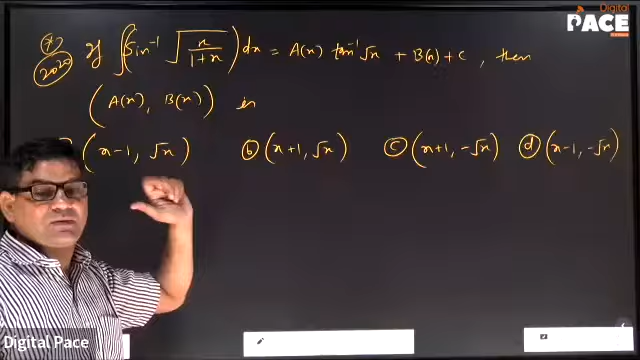 Digital
PACE
* 2020 If ∫(Sin⁻¹ √(x/(1+x))) dx = A(x) tan⁻¹ √x + B(x) + C, then
(A(x), B(x)) is
(x-1, √x) b (x+1, √x) c (x+1, -√x) d (x-1, -√x)
Digital Pace